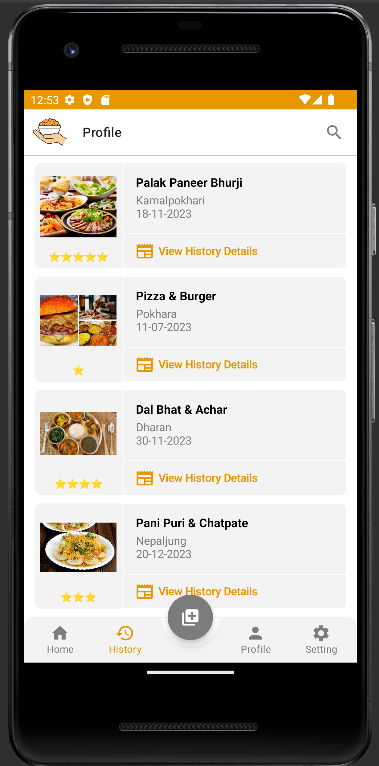 12:53
Profile
Palak Paneer Bhurji
Kamalpokhari
18-11-2023
View History Details
Pizza & Burger
Pokhara
11-07-2023
View History Details
Dal Bhat & Achar
Dharan
30-11-2023
View History Details
Pani Puri & Chatpate
Nepaljung
20-12-2023
View History Details
Home
History
Profile
Setting